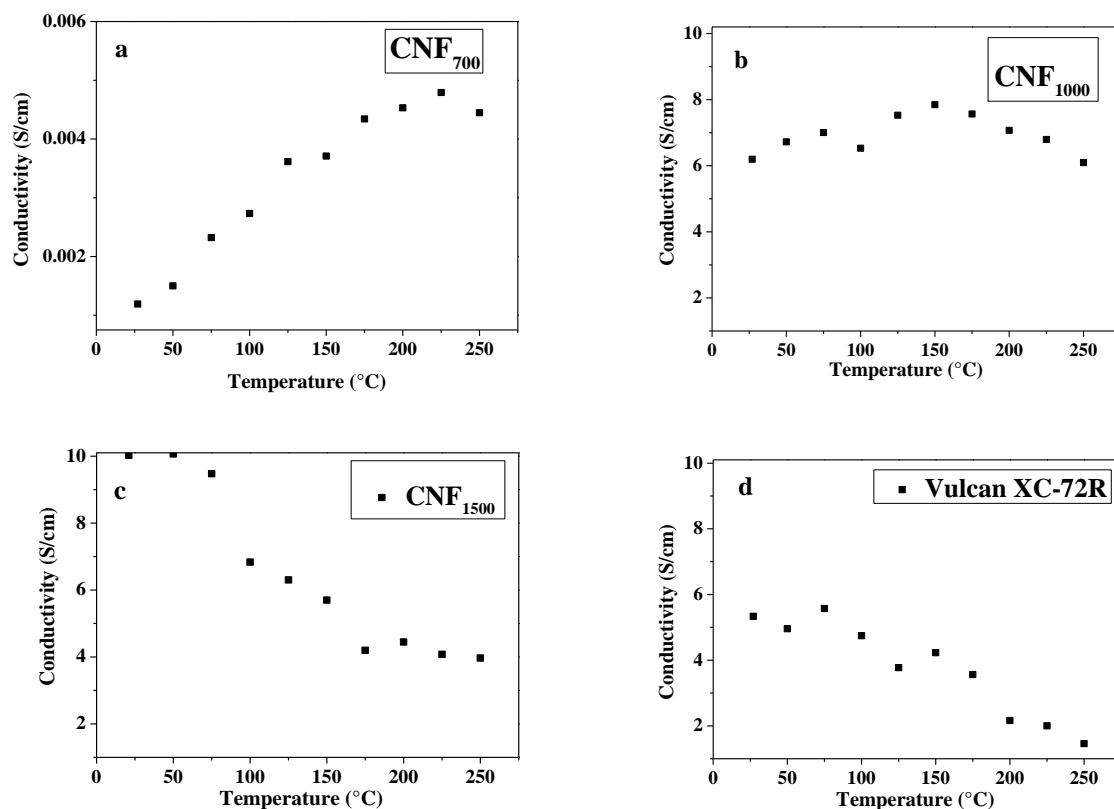 a
CNF700
0.006
0.004
0.002
Conductivity (S/cm)
0 50 100 150 200 250
Temperature (°C)
b
CNF1000
10
8
6
4
2
Conductivity (S/cm)
0 50 100 150 200 250
Temperature (°C)
c
CNF1500
10
8
6
4
2
Conductivity (S/cm)
0 50 100 150 200 250
Temperature (°C)
d
Vulcan XC-72R
10
8
6
4
2
Conductivity (S/cm)
0 50 100 150 200 250
Temperature (°C)